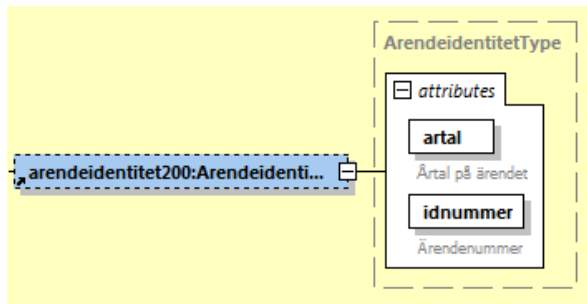 ArendeidentitetType
attributes
arendeidentitet200:Arendeidenti...
artal
Årtal på ärendet
idnummer
Ärendenummer